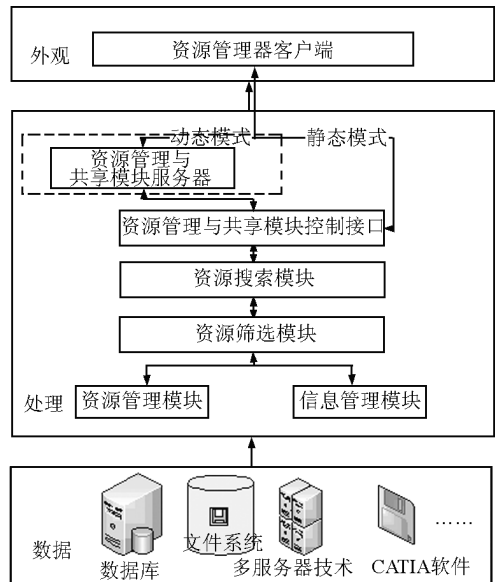 外观
资源管理器客户端
动态模式
静态模式
资源管理与
共享模块服务器
资源管理与共享模块控制接口
资源搜索模块
资源筛选模块
处理
资源管理模块
信息管理模块
数据
数据库
文件系统
多服务器技术
CATIA软件
……